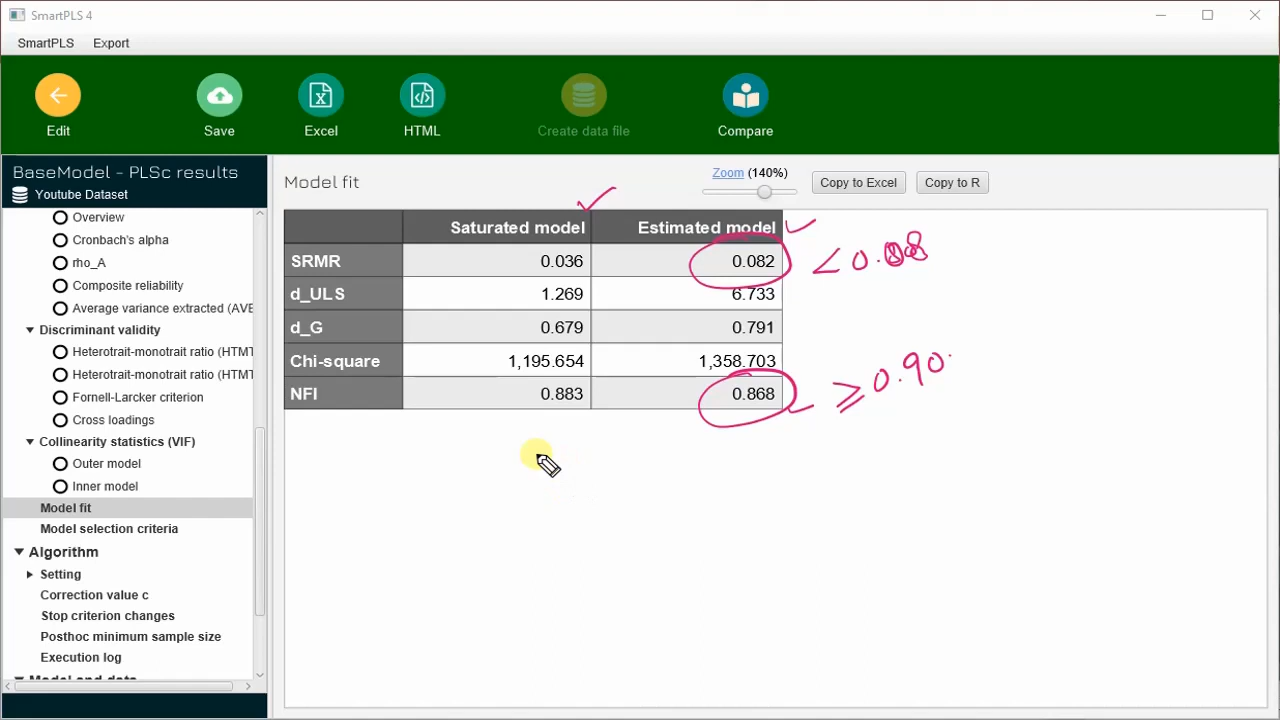 SmartPLS 4
SmartPLS Export
Edit Save Excel HTML Create data file Compare
BaseModel - PLSc results
Youtube Dataset
Overview
Cronbach's alpha
rho_A
Composite reliability
Average variance extracted (AVE
Discriminant validity
Heterotrait-monotrait ratio (HTMT
Heterotrait-monotrait ratio (HTMT
Fornell-Larcker criterion
Cross loadings
Collinearity statistics (VIF)
Outer model
Inner model
Model fit
Model selection criteria
Algorithm
Setting
Correction value c
Stop criterion changes
Posthoc minimum sample size
Execution log
Model and data
Model fit
Zoom (140%) Copy to Excel Copy to R
Saturated model Estimated model
SRMR 0.036 0.082 < 0.08
d_ULS 1.269 6.733
d_G 0.679 0.791
Chi-square 1,195.654 1,358.703
NFI 0.883 0.868 ≥ 0.90